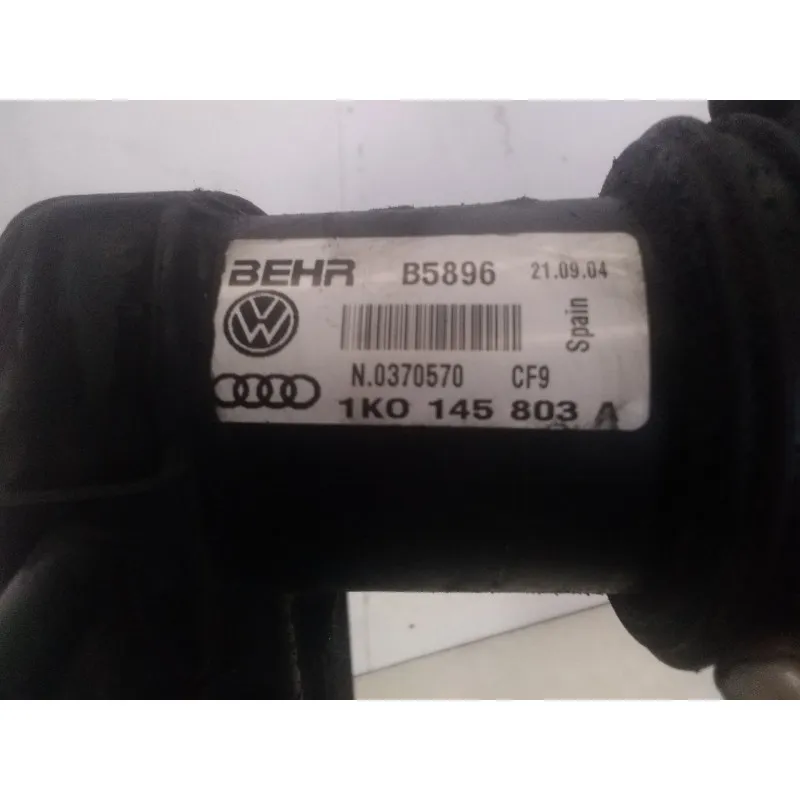 BEHR B5896 21.09.04
Spain
N.0370570 CF9
1K0 145 803 A